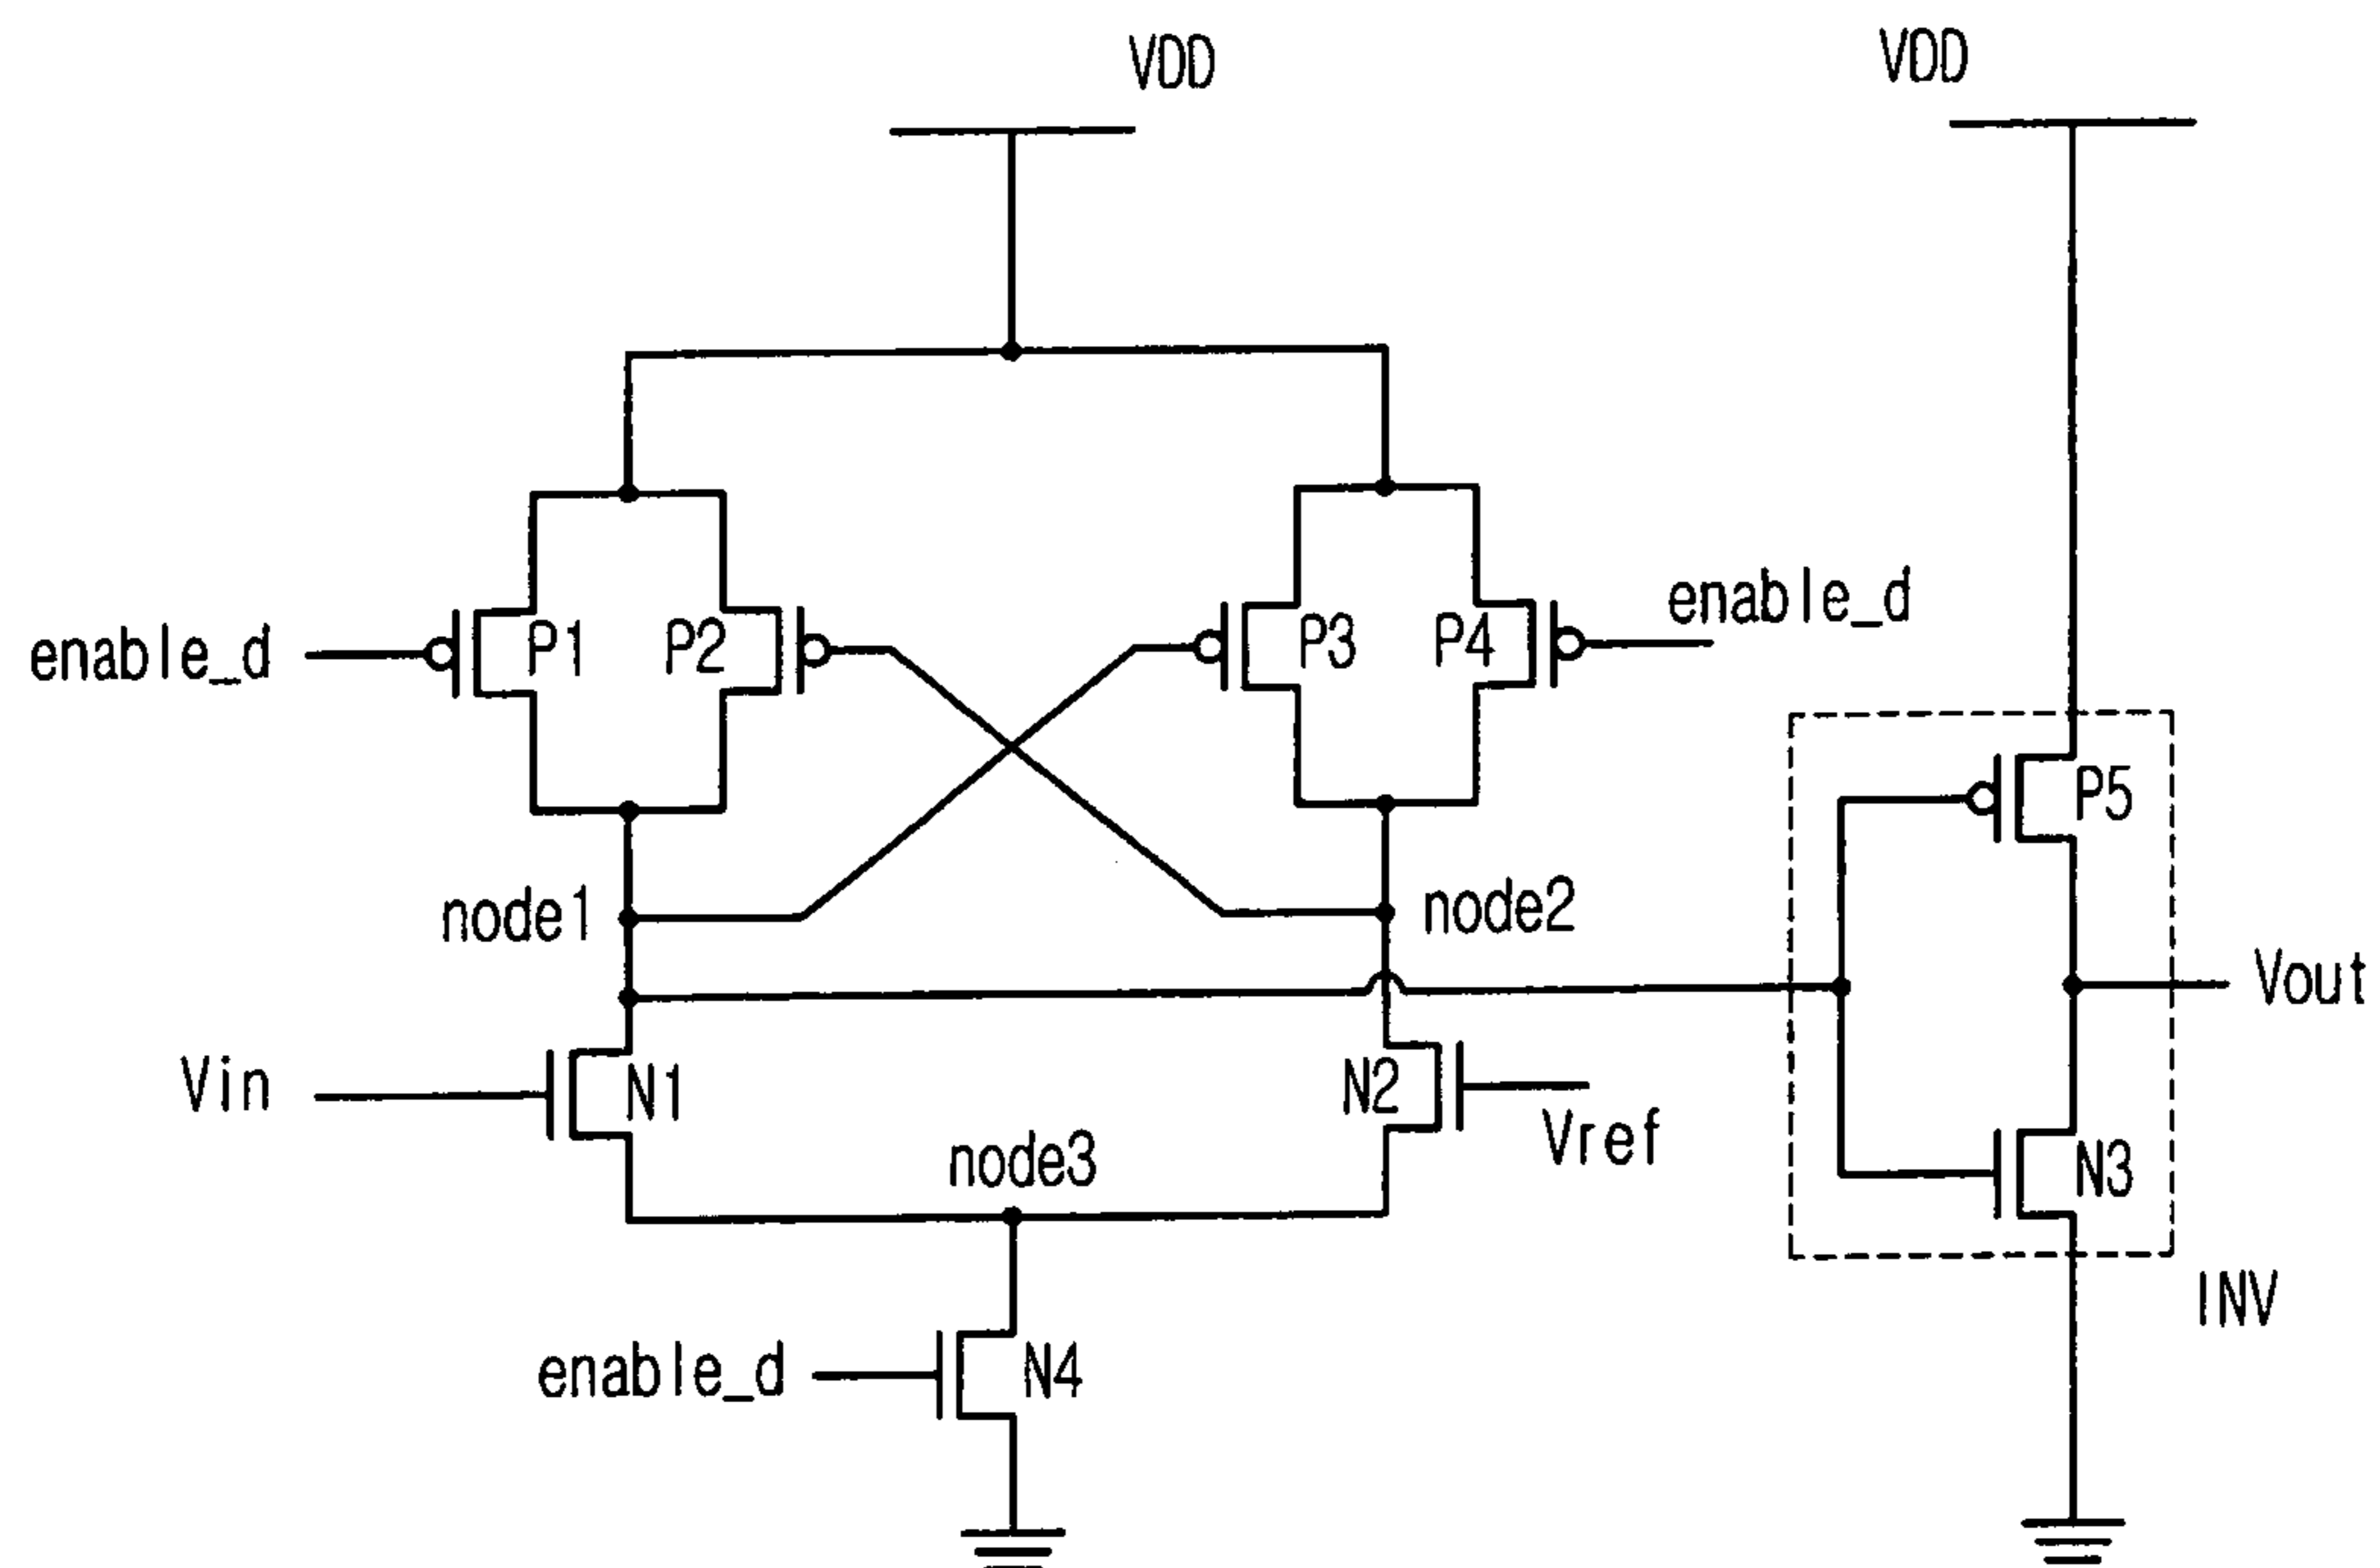 VDD
VDD
enable_d
P1
P2
P3
P4
enable_d
P5
node1
node2
Vout
Vin
N1
N2
Vref
node3
N3
INV
enable_d
N4